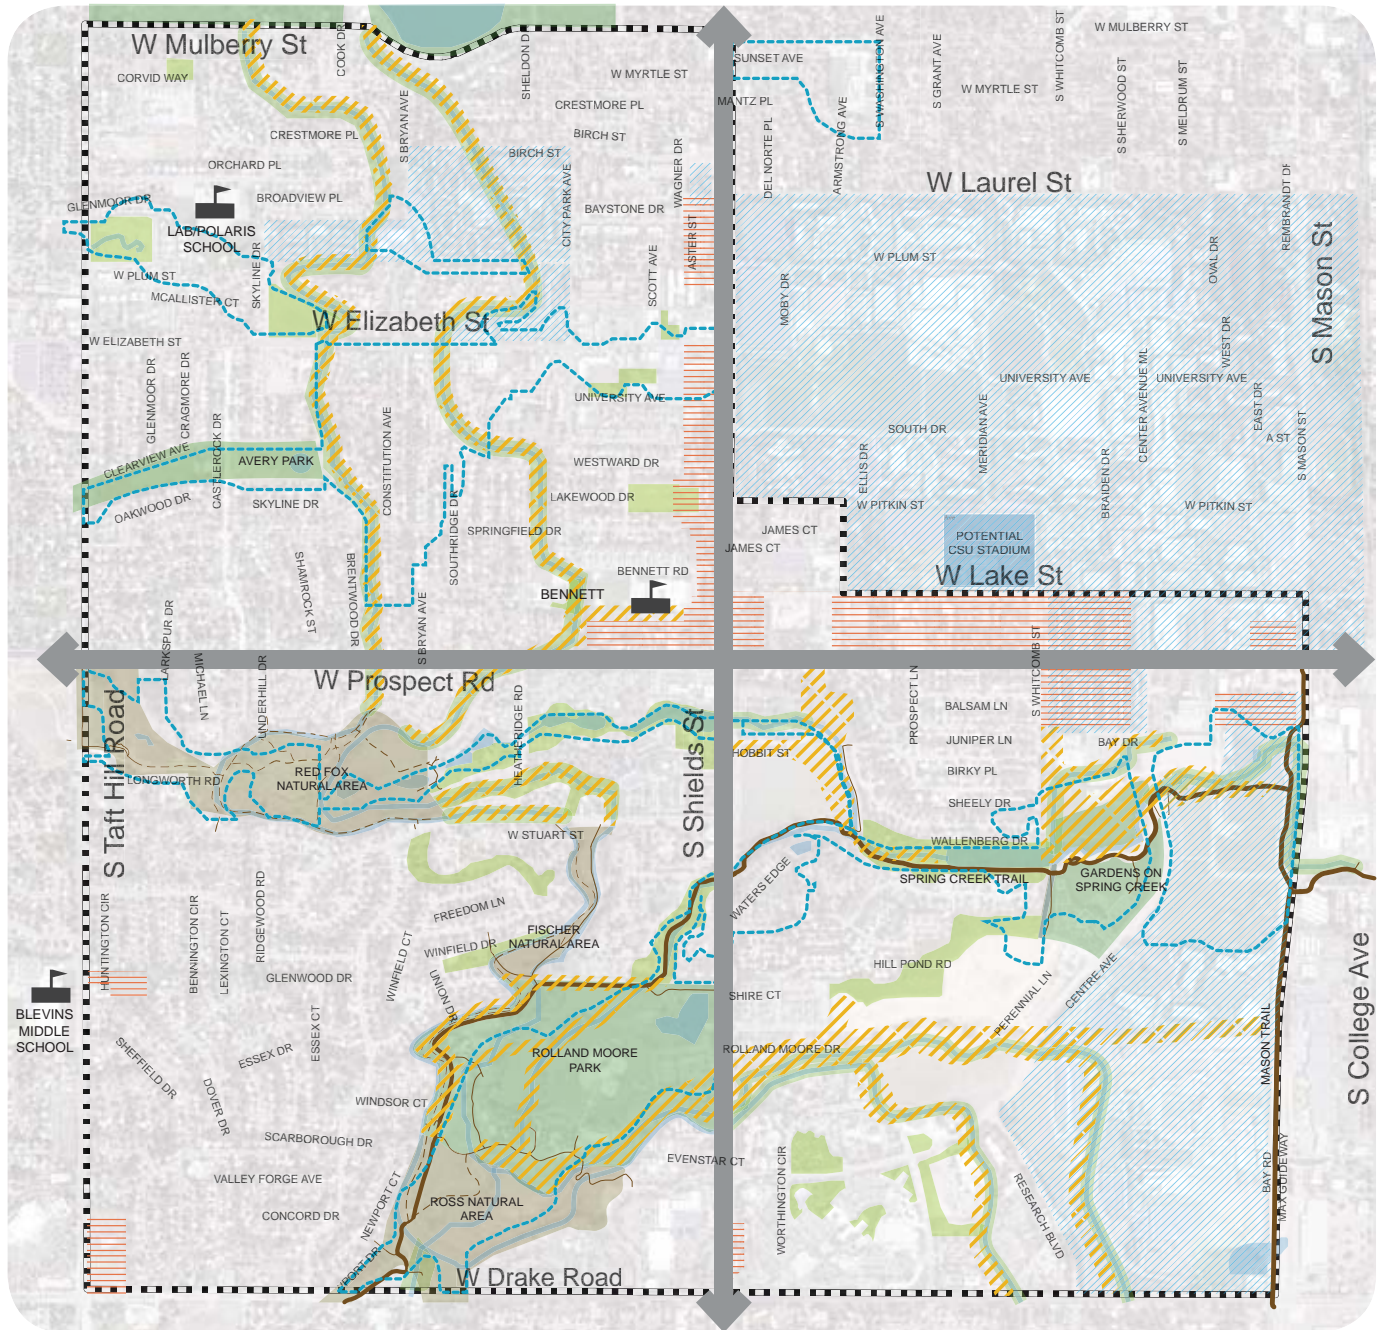 W Mulberry St
COOK DR
SHELDON D
CORVID WAY
W MYRTLE ST
CRESTMORE PL
CRESTMORE PL
S BRYAN AVE
BIRCH ST
BIRCH ST
ORCHARD PL
BROADVIEW PL
GLENMOOR DR
LAB/POLARIS
SCHOOL
CITY PARK AVE
WAGNER DR
BAYSTONE DR
ASTER ST
SCOTT AVE
SKYLINE DR
W PLUM ST
MCALLISTER CT
W Elizabeth St
W ELIZABETH ST
GLENMOOR DR
CRAGMORE DR
CASTLEROCK DR
CONSTITUTION AVE
UNIVERSITY AVE
CLEARVIEW AVE
AVERY PARK
WESTWARD DR
OAKWOOD DR
SKYLINE DR
LAKEWOOD DR
SOUTHRIDGE DR
SPRINGFIELD DR
SHAMROCK ST
BRENTWOOD DR
BENNETT RD
BENNETT
S BRYAN AVE
LARKSPUR DR
MICHAEL LN
UNDERHILL DR
SUNSET AVE
S WASHINGTON AVE
S GRANT AVE
S WHITCOMB ST
W MULBERRY ST
W MYRTLE ST
S SHERWOOD ST
S MELDRUM ST
MANTZ PL
DEL NORTE PL
ARMSTRONG AVE
W Laurel St
REMBRANDT DR
S Mason St
W PLUM ST
OVAL DR
MOBY DR
WEST DR
UNIVERSITY AVE
CENTER AVENUE ML
UNIVERSITY AVE
EAST DR
A ST
S MASON ST
MERIDIAN AVE
SOUTH DR
ELLIS DR
BRAIDEN DR
W PITKIN ST
W PITKIN ST
POTENTIAL
CSU STADIUM
JAMES CT
JAMES CT
W Lake St
W Prospect Rd
S Taft Hill Road
LONGWORTH RD
RED FOX
NATURAL AREA
HEATHERIDGE RD
S Shields St
W STUART ST
HUNTINGTON CIR
BENNINGTON CIR
LEXINGTON CT
RIDGEWOOD RD
FREEDOM LN
WINFIELD DR
WINFIELD CT
FISCHER
NATURAL AREA
GLENWOOD DR
UNION DR
BLEVINS
MIDDLE
SCHOOL
ESSEX CT
ESSEX DR
SHEFFIELD DR
DOVER DR
ROLLAND MOORE
PARK
WINDSOR CT
SCARBOROUGH DR
VALLEY FORGE AVE
CONCORD DR
NEWPORT CT
ROSS NATURAL
AREA
EVENSTAR CT
W Drake Road
PROSPECT LN
S WHITCOMB ST
BALSAM LN
HOBBIT ST
JUNIPER LN
BAY DR
BIRKY PL
SHEELY DR
WALLENBERG DR
WATERS EDGE
SPRING CREEK TRAIL
GARDENS ON
SPRING CREEK
HILL POND RD
SHIRE CT
PERENNIAL LN
CENTRE AVE
ROLLAND MOORE DR
MASON TRAIL
S College Ave
WORTHINGTON CIR
RESEARCH BLVD
BAY RD
MAX GUIDEWAY